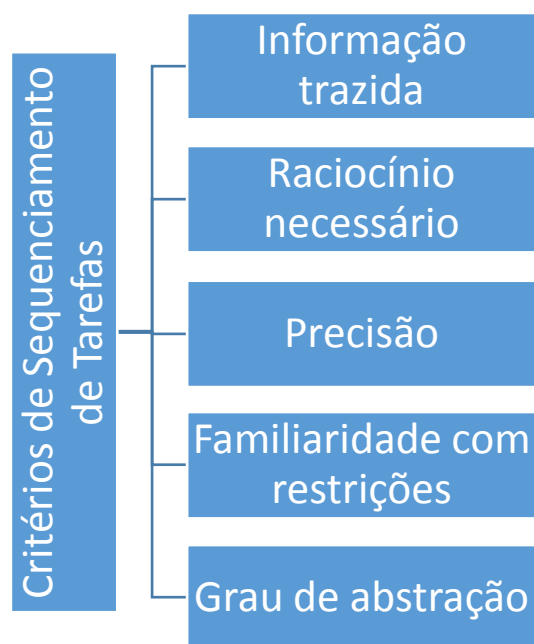 Critérios de Sequenciamento
de Tarefas
Informação
trazida
Raciocínio
necessário
Precisão
Familiaridade com
restrições
Grau de abstração